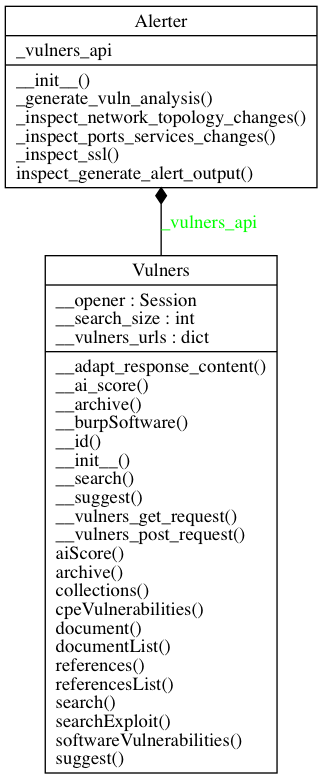 Alerter
_vulners_api
__init__()
_generate_vuln_analysis()
_inspect_network_topology_changes()
_inspect_ports_services_changes()
_inspect_ssl()
inspect_generate_alert_output()
_vulners_api
Vulners
__opener : Session
__search_size : int
__vulners_urls : dict
__adapt_response_content()
__ai_score()
__archive()
__burpSoftware()
__id()
__init__()
__search()
__suggest()
__vulners_get_request()
__vulners_post_request()
aiScore()
archive()
collections()
cpeVulnerabilities()
document()
documentList()
references()
referencesList()
search()
searchExploit()
softwareVulnerabilities()
suggest()